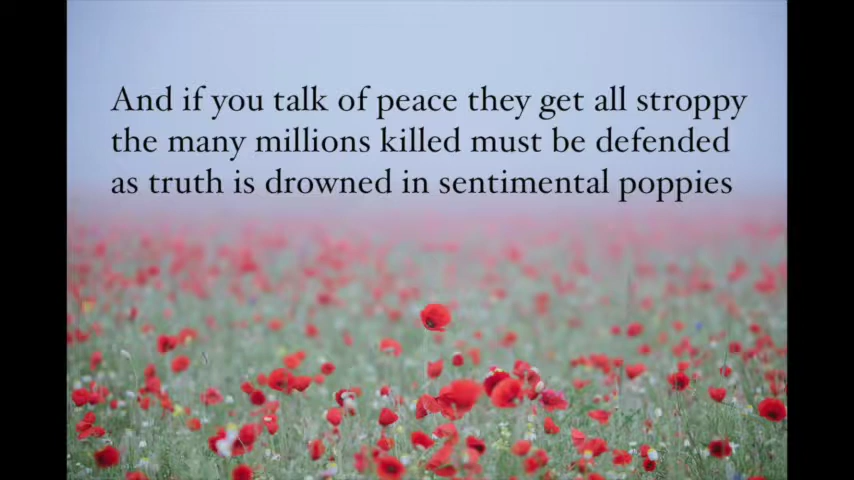 And if you talk of peace they get all stroppy
the many millions killed must be defended
as truth is drowned in sentimental poppies